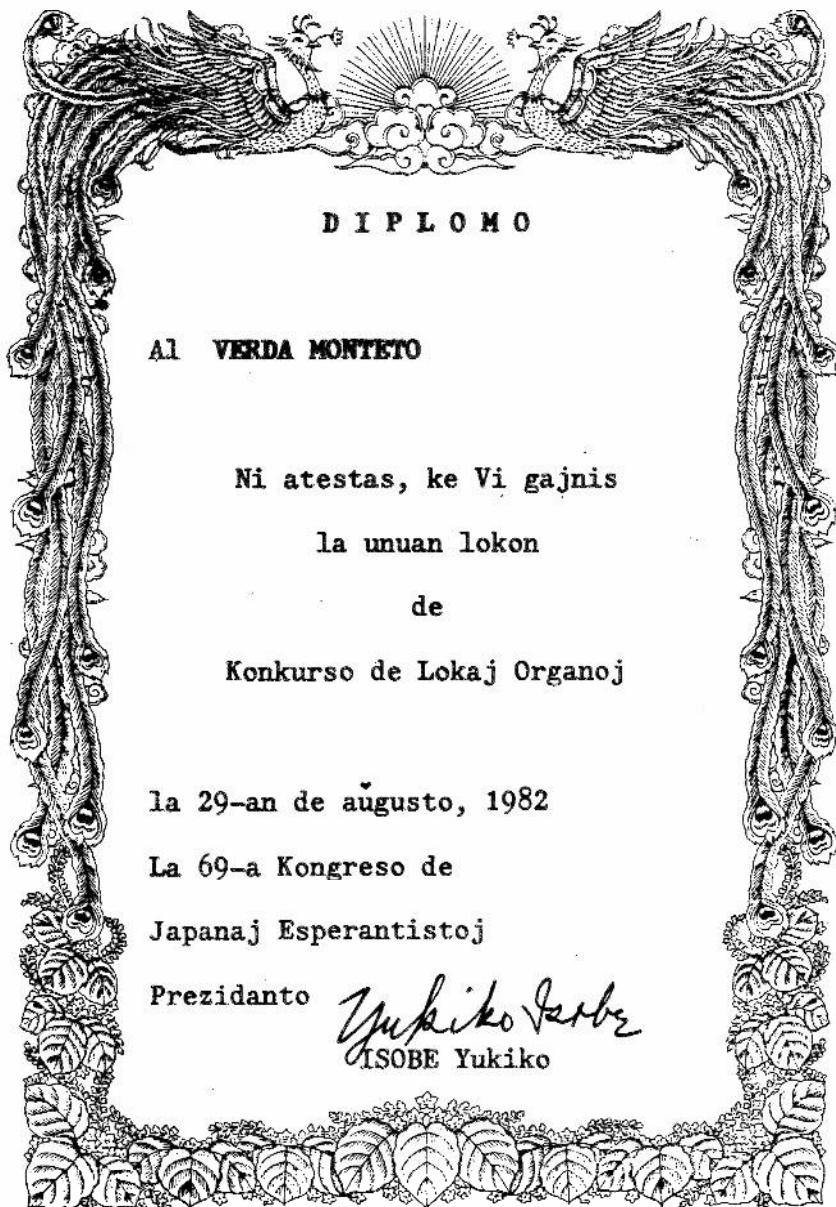 DIPLOMO
Al VERDA MONTETO
Ni atestas, ke Vi gajnis
la unuan lokon
de
Konkurso de Lokaj Organoj
la 29-an de aŭgusto, 1982
La 69-a Kongreso de
Japanaj Esperantistoj
Prezidanto Yukiko Isobe
ISOBE Yukiko